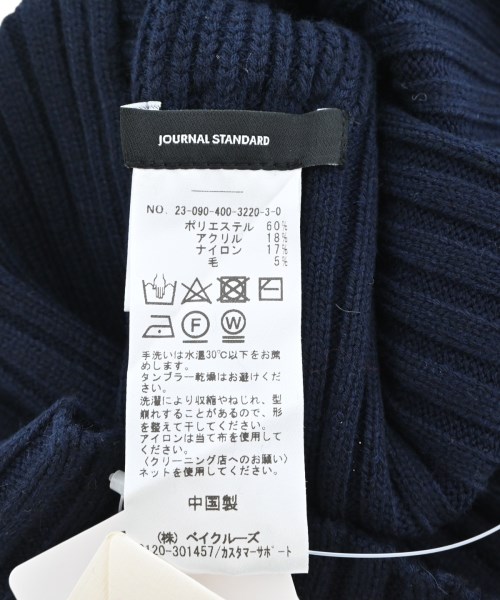 JOURNAL STANDARD
NO. 23-090-400-3220-3-0
ポリエステル 60%
アクリル 18%
ナイロン 17%
毛 5%
F W
手洗いは水温30℃以下をお薦
めします。
タンブラー乾燥はお避けくださ
い。
洗濯により収縮やねじれ、型
崩れすることがあるので、形
を整えて干してください。
アイロンは当て布を使用して
ください。
〈クリーニング店へのお願い〉
ネットを使用してください。
中国製
(株) ベイクルーズ
0120-301457/カスタマーサポート